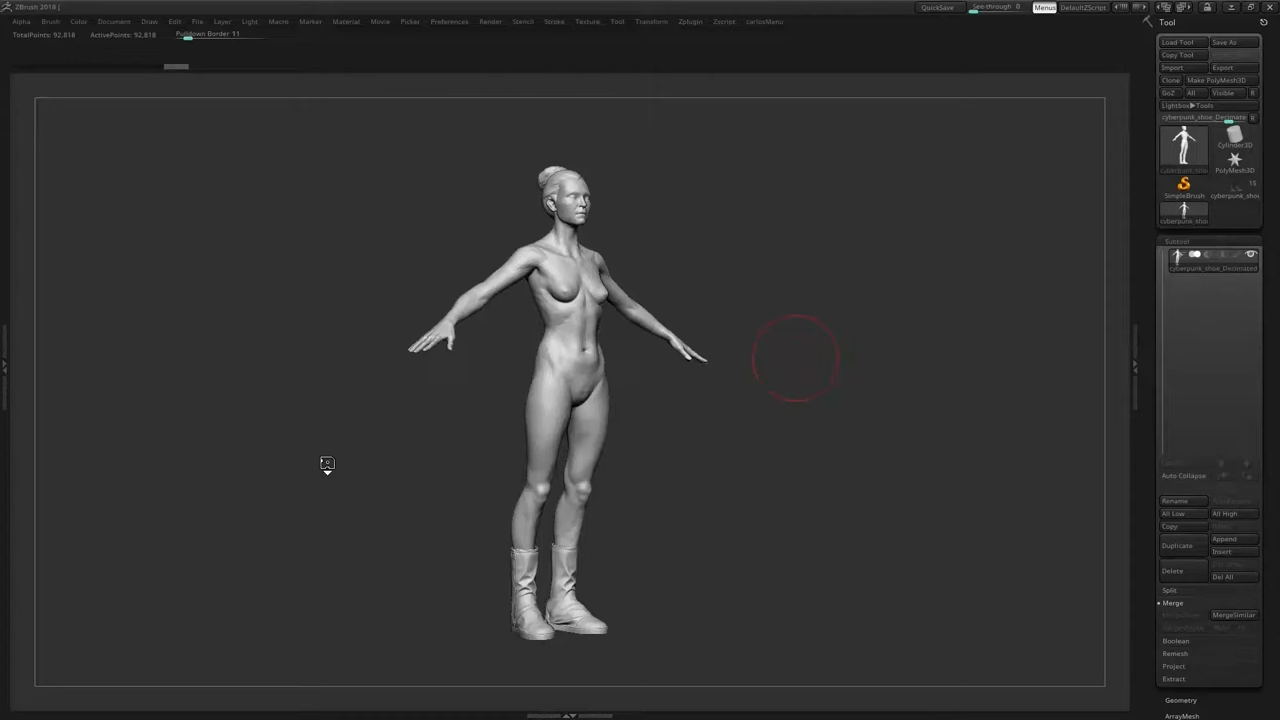 ZBrush 2018 [
QuickSave
See-through 0
Menus
DefaultZScript
Alpha Brush Color Document Draw Edit File Layer Light Macro Marker Material Movie Picker Preferences Render Stencil Stroke Texture Tool Transform Zplugin Zscript carlosManu
TotalPoints: 92,818 ActivePoints: 92,818 Pulldown Border 11
Tool
Load Tool Save As
Copy Tool
Import Export
Clone Make PolyMesh3D
GoZ All Visible R
Lightbox▶Tools
cyberpunk_shoe_Decimate R
Cylinder3D
cyberpunk_sho PolyMesh3D
15
SimpleBrush cyberpunk_shoe
cyberpunk_sho
Subtool
cyberpunk_shoe_Decimated
Auto Collapse
Rename
All Low All High
Copy
Duplicate Append
Insert
Delete
Del All
Split
Merge
MergeSimilar
Boolean
Remesh
Project
Extract
Geometry
ArrayMesh